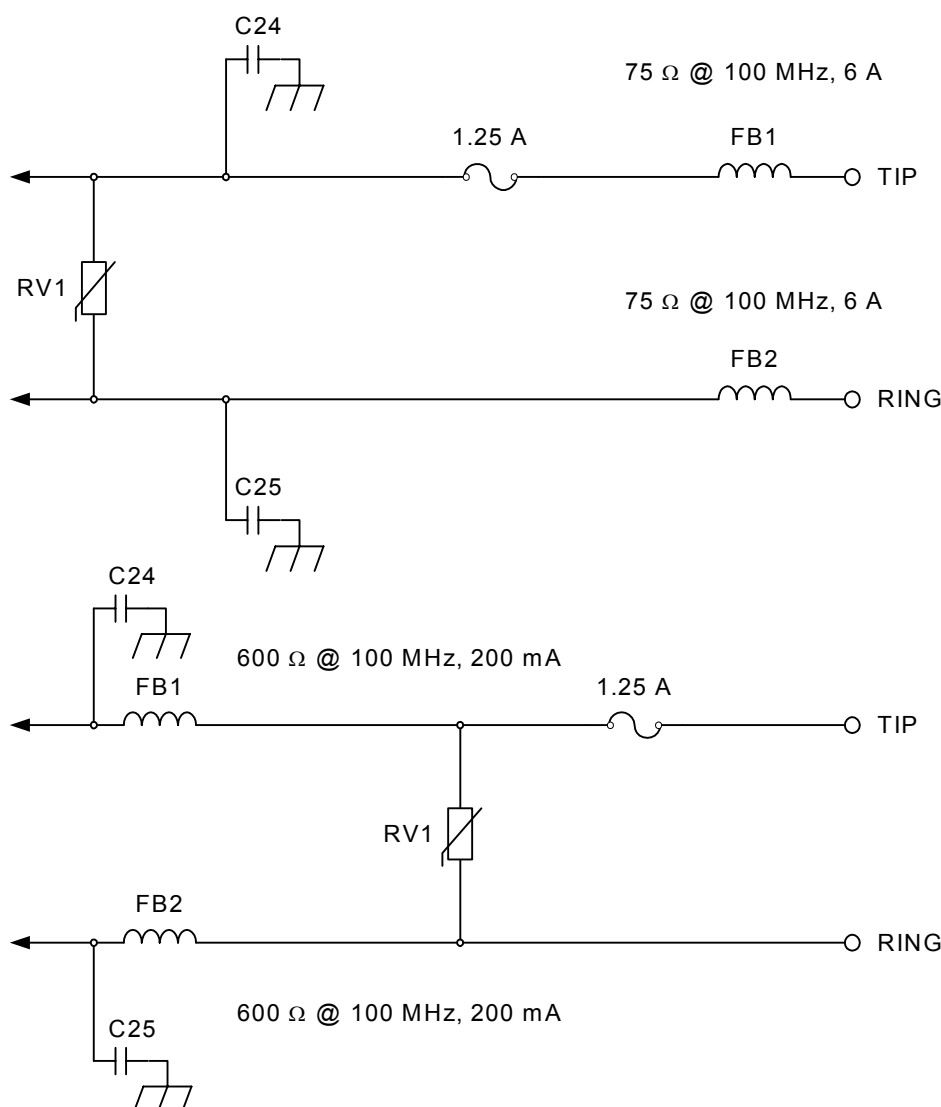 C24
75 Ω @ 100 MHz, 6 A
1.25 A
FB1
TIP
RV1
75 Ω @ 100 MHz, 6 A
FB2
RING
C25
C24
600 Ω @ 100 MHz, 200 mA
FB1
1.25 A
TIP
RV1
FB2
RING
600 Ω @ 100 MHz, 200 mA
C25